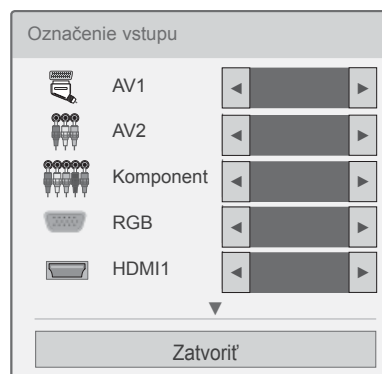 Označenie vstupu
AV1
AV2
Komponent
RGB
HDMI1
Zatvoriť